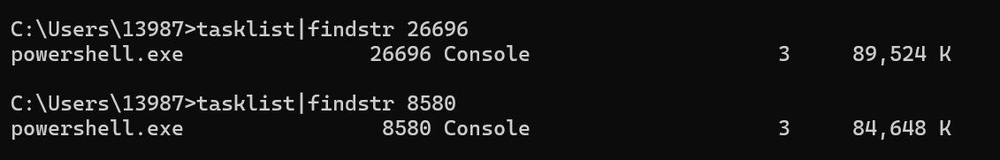 C:\Users\13987>tasklist|findstr 26696
powershell.exe               26696 Console                    3     89,524 K
C:\Users\13987>tasklist|findstr 8580
powershell.exe                8580 Console                    3     84,648 K